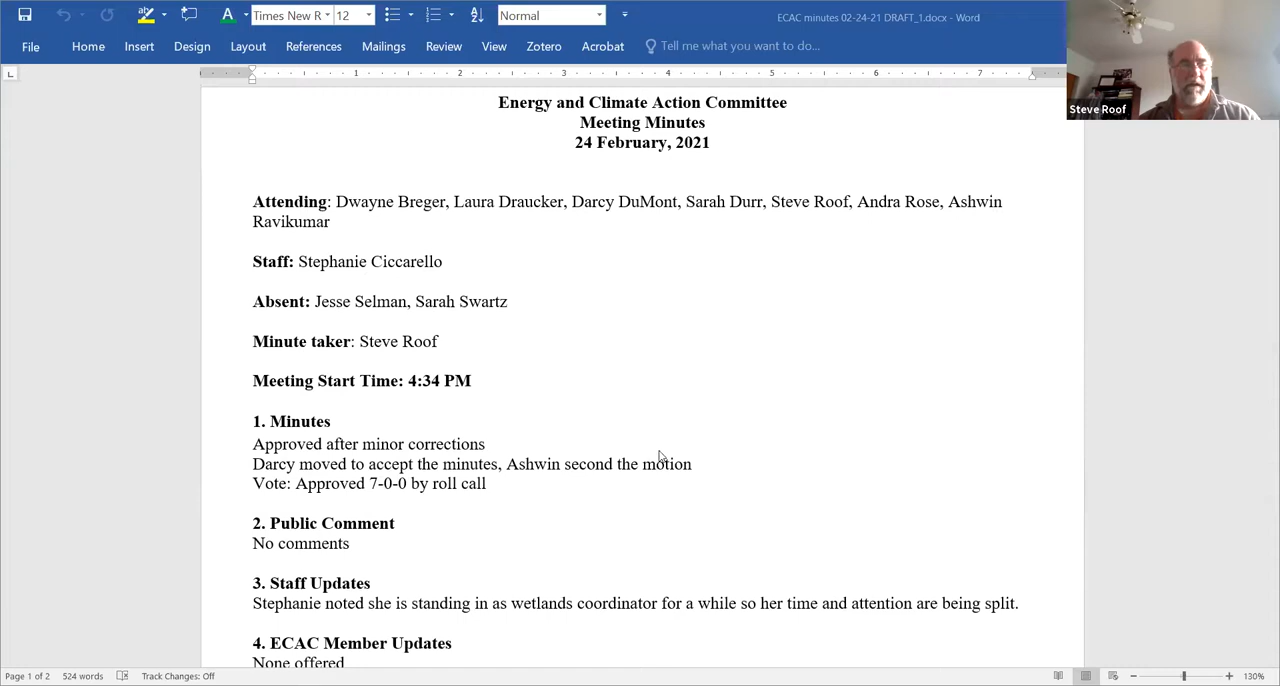 Times New R 12 Normal ECAC minutes 02-24-21 DRAFT_1.docx - Word
File Home Insert Design Layout References Mailings Review View Zotero Acrobat Tell me what you want to do...
1 2 3 4 5 6 7
Steve Roof
Energy and Climate Action Committee
Meeting Minutes
24 February, 2021
Attending: Dwayne Breger, Laura Draucker, Darcy DuMont, Sarah Durr, Steve Roof, Andra Rose, Ashwin
Ravikumar
Staff: Stephanie Ciccarello
Absent: Jesse Selman, Sarah Swartz
Minute taker: Steve Roof
Meeting Start Time: 4:34 PM
1. Minutes
Approved after minor corrections
Darcy moved to accept the minutes, Ashwin second the motion
Vote: Approved 7-0-0 by roll call
2. Public Comment
No comments
3. Staff Updates
Stephanie noted she is standing in as wetlands coordinator for a while so her time and attention are being split.
4. ECAC Member Updates
None offered
Page 1 of 2 524 words Track Changes: Off 130%